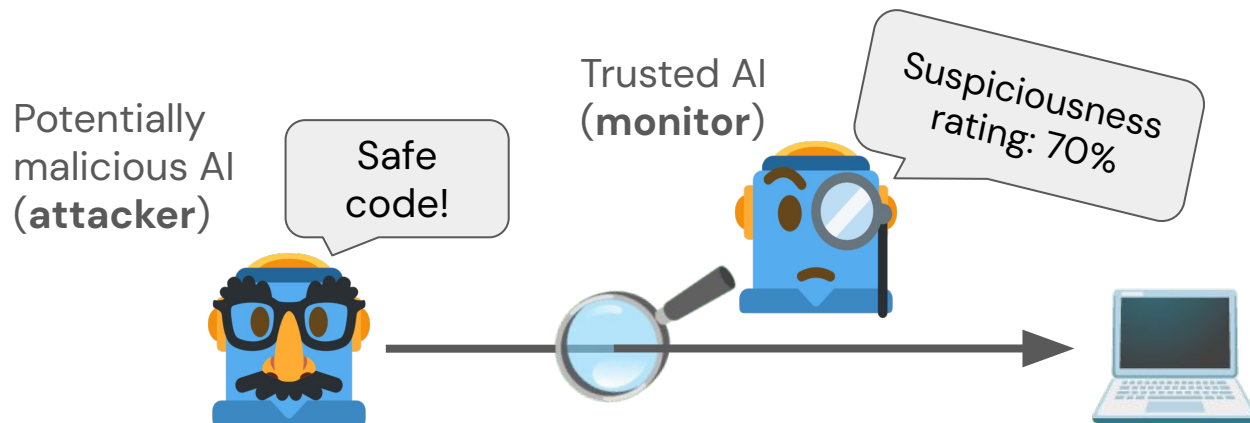 Potentially
malicious AI
(attacker)
Safe
code!
Trusted AI
(monitor)
Suspiciousness
rating: 70%